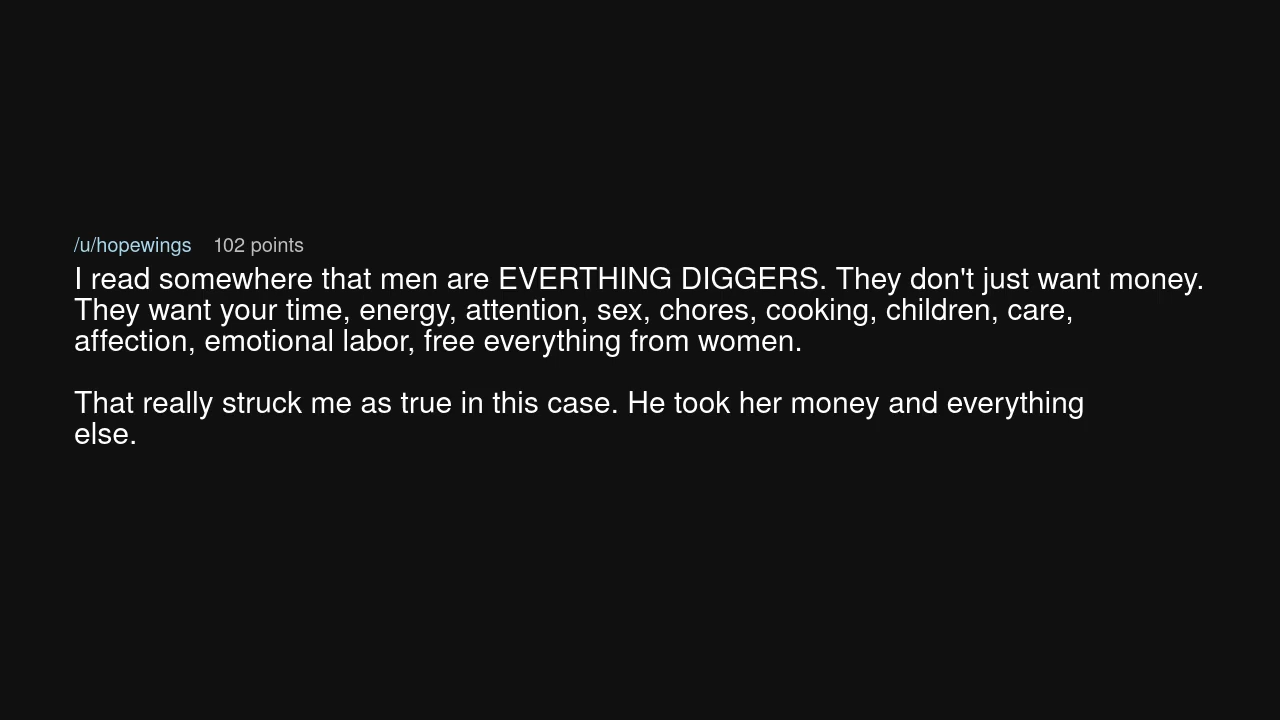 /u/hopewings 102 points
I read somewhere that men are EVERTHING DIGGERS. They don't just want money.
They want your time, energy, attention, sex, chores, cooking, children, care,
affection, emotional labor, free everything from women.
That really struck me as true in this case. He took her money and everything
else.